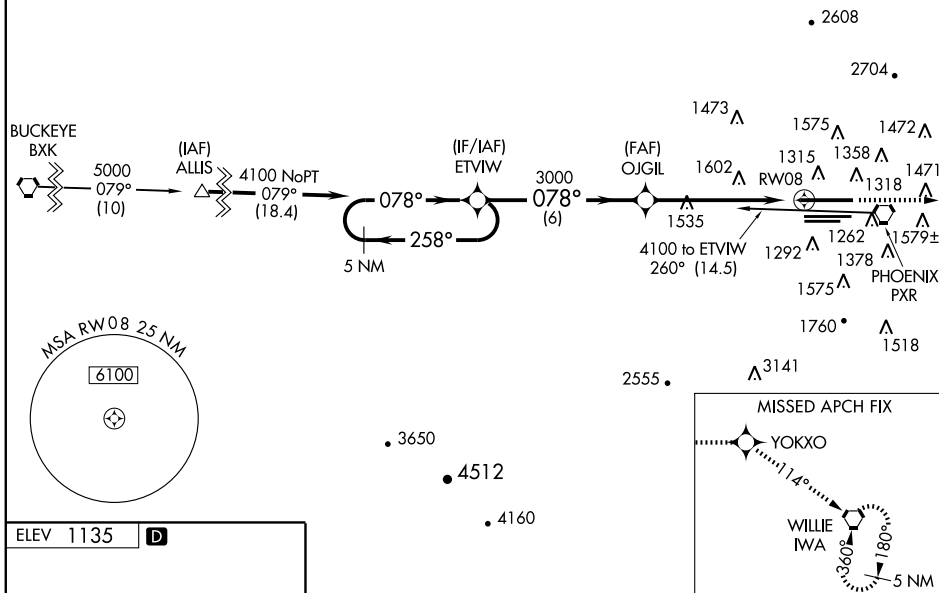 2608
2704
1473
1575
1472
BUCKEYE
BXK
5000
079°
(10)
(IAF)
ALLIS
4100 NoPT
079°
(18.4)
(IF/IAF)
ETVIW
3000
078°
(6)
078°
258°
5 NM
(FAF)
OJGIL
1602
1315
1358
RW08
1318
1471
1535
4100 to ETVIW
260° (14.5)
1292
1262
1378
1579±
PHOENIX
PXR
1575
1760
1518
3141
2555
MSA RW08 25 NM
6100
3650
4512
4160
ELEV 1135 D
MISSED APCH FIX
YOKXO
114°
WILLIE
IWA
360°
180°
5 NM